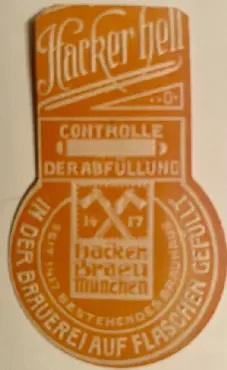 Hacker hell
CONTROLLE
DER ABFÜLLUNG
14 17
Hacker
Braeu
München
SEIT 1417 BESTEHENDES BRAUHAUS
IN DER BRAUEREI AUF FLASCHEN GEFÜLLT